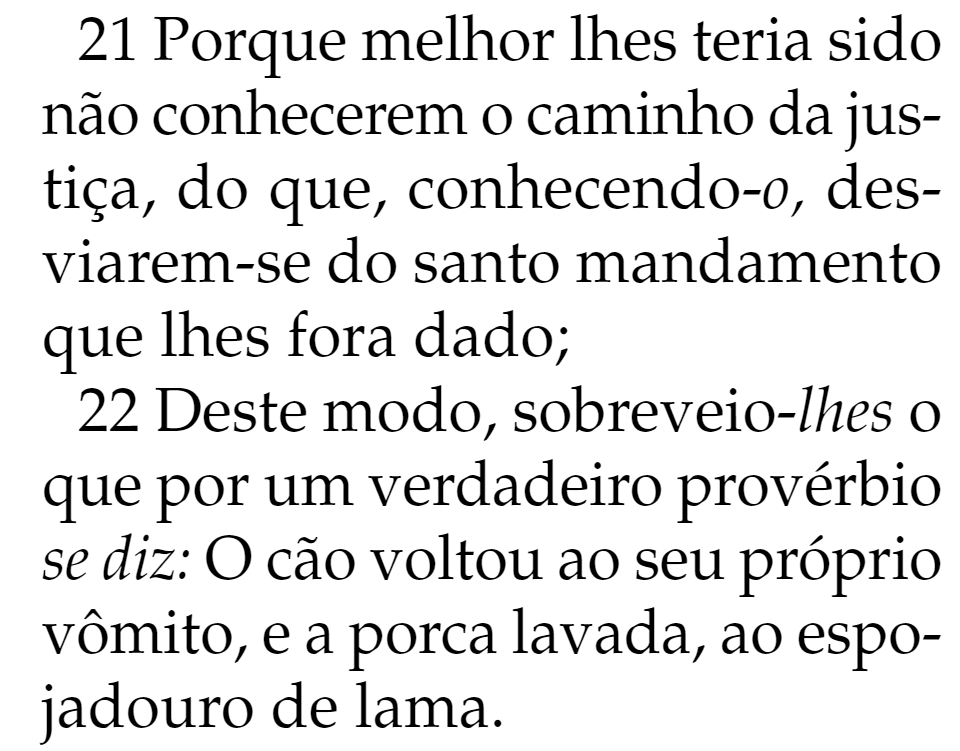 21 Porque melhor lhes teria sido
não conhecerem o caminho da jus-
tiça, do que, conhecendo-o, des-
viarem-se do santo mandamento
que lhes fora dado;
22 Deste modo, sobreveio-lhes o
que por um verdadeiro provérbio
se diz: O cão voltou ao seu próprio
vômito, e a porca lavada, ao espo-
jadouro de lama.